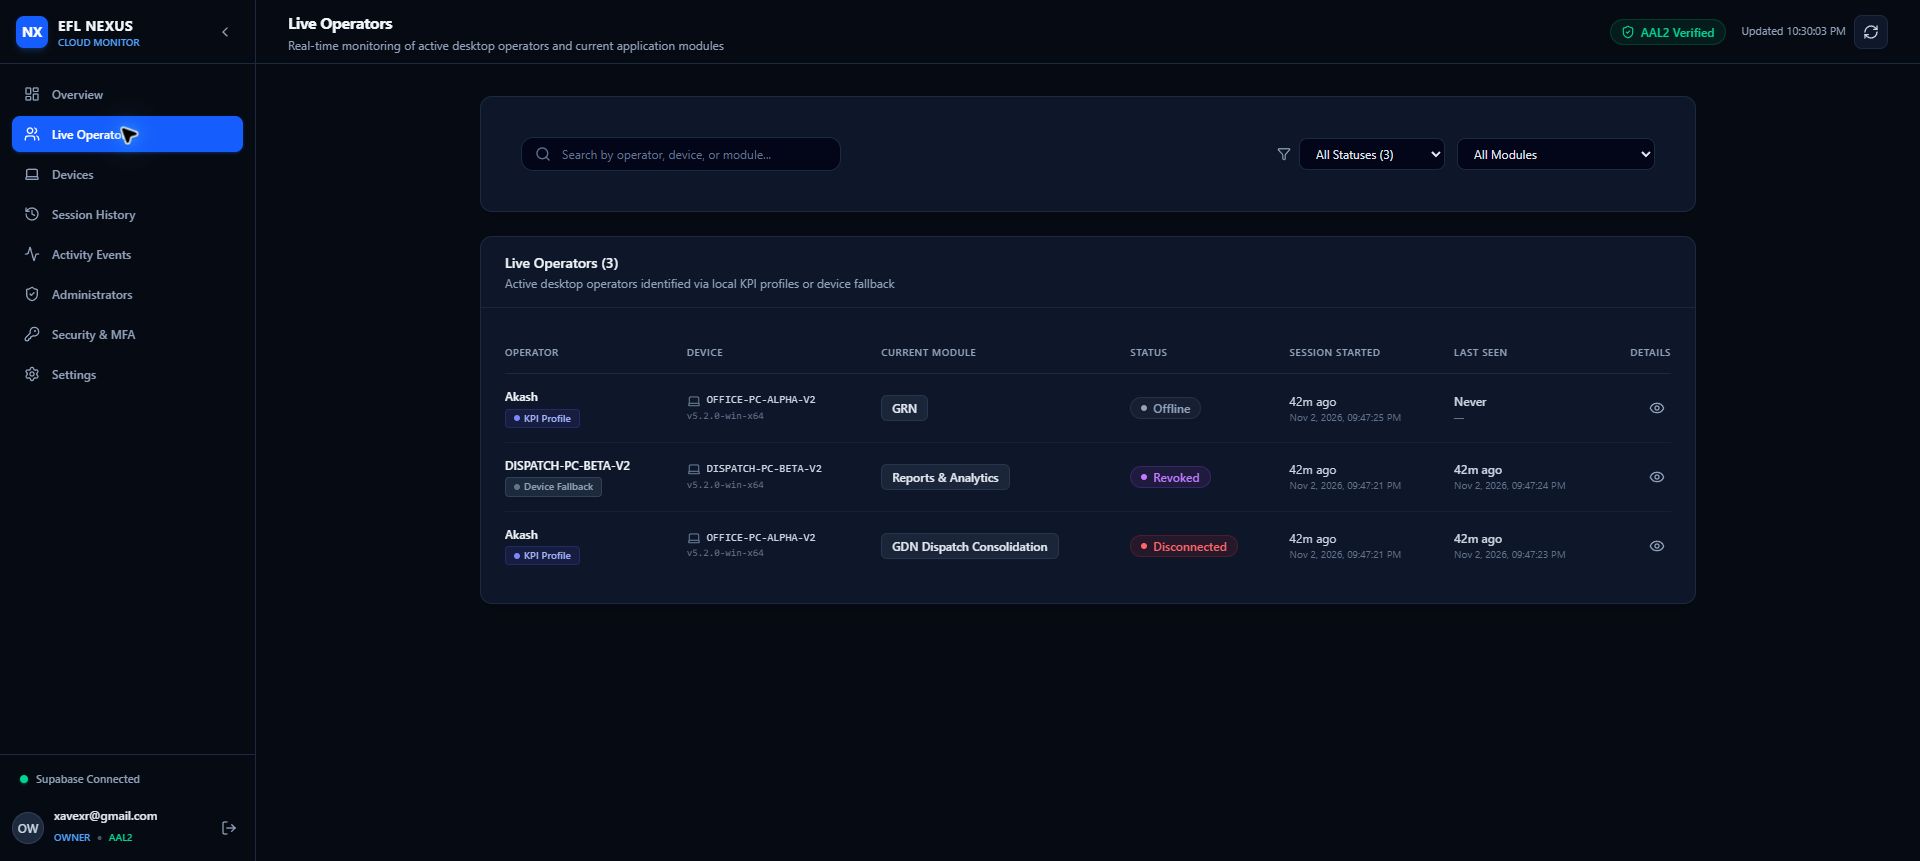 NX
EFL NEXUS
CLOUD MONITOR
Overview
Live Operato
Devices
Session History
Activity Events
Administrators
Security & MFA
Settings
Supabase Connected
OW
xavexr@gmail.com
OWNER • AAL2
Live Operators
Real-time monitoring of active desktop operators and current application modules
AAL2 Verified
Updated 10:30:03 PM
Search by operator, device, or module...
All Statuses (3)
All Modules
Live Operators (3)
Active desktop operators identified via local KPI profiles or device fallback
OPERATOR DEVICE CURRENT MODULE STATUS SESSION STARTED LAST SEEN DETAILS
Akash OFFICE-PC-ALPHA-V2 GRN Offline 42m ago Never
KPI Profile v5.2.0-win-x64 Nov 2, 2026, 09:47:25 PM —
DISPATCH-PC-BETA-V2 DISPATCH-PC-BETA-V2 Reports & Analytics Revoked 42m ago 42m ago
Device Fallback v5.2.0-win-x64 Nov 2, 2026, 09:47:21 PM Nov 2, 2026, 09:47:24 PM
Akash OFFICE-PC-ALPHA-V2 GDN Dispatch Consolidation Disconnected 42m ago 42m ago
KPI Profile v5.2.0-win-x64 Nov 2, 2026, 09:47:21 PM Nov 2, 2026, 09:47:23 PM